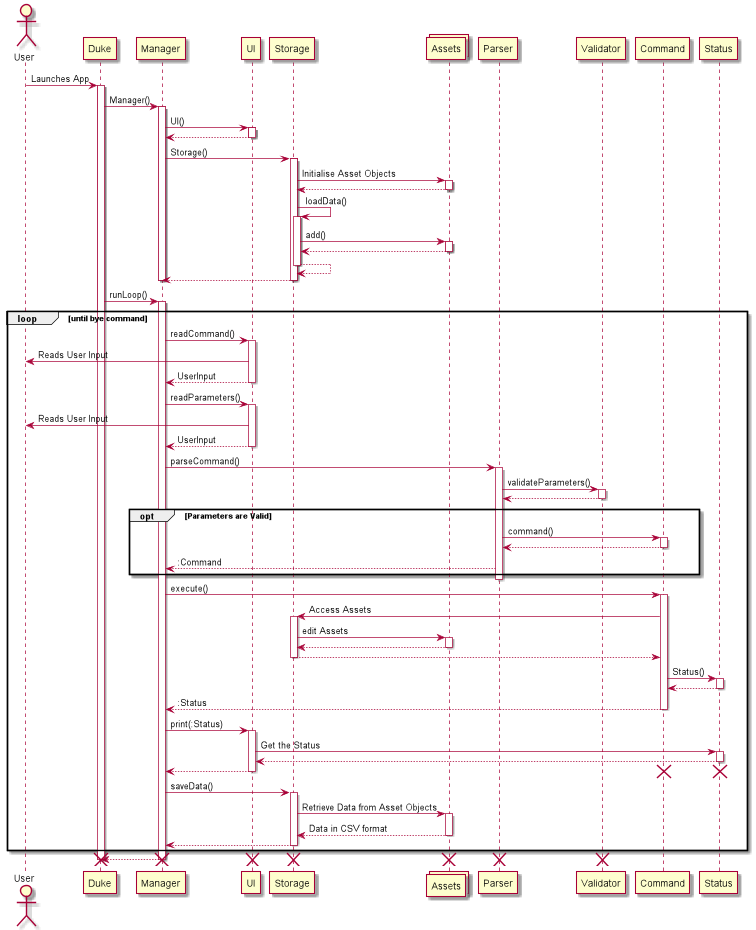 User
Duke
Manager
UI
Storage
Assets
Parser
Validator
Command
Status
Launches App
Manager()
UI()
Storage()
Initialise Asset Objects
loadData()
add()
runLoop()
loop [until bye command]
readCommand()
Reads User Input
UserInput
readParameters()
Reads User Input
UserInput
parseCommand()
validateParameters()
opt [Parameters are Valid]
command()
:Command
execute()
Access Assets
edit Assets
Status()
:Status
print(:Status)
Get the Status
saveData()
Retrieve Data from Asset Objects
Data in CSV format
User
Duke
Manager
UI
Storage
Assets
Parser
Validator
Command
Status